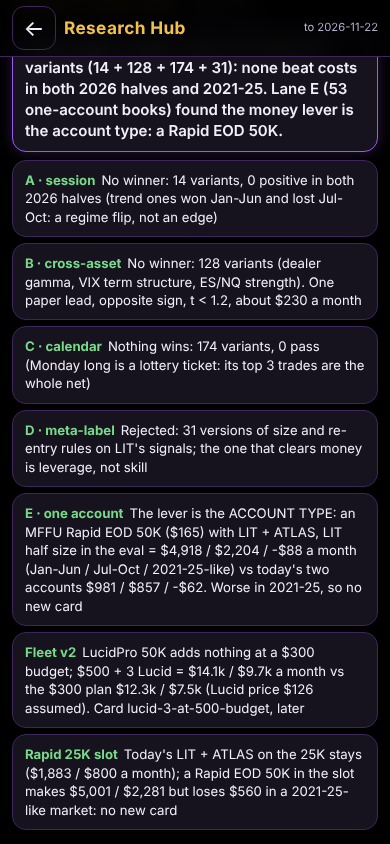 Research Hub
to 2026-11-22
variants (14 + 128 + 174 + 31): none beat costs
in both 2026 halves and 2021-25. Lane E (53
one-account books) found the money lever is
the account type: a Rapid EOD 50K.
A · session No winner: 14 variants, 0 positive in both
2026 halves (trend ones won Jan-Jun and lost Jul-
Oct: a regime flip, not an edge)
B · cross-asset No winner: 128 variants (dealer
gamma, VIX term structure, ES/NQ strength). One
paper lead, opposite sign, t < 1.2, about $230 a month
C · calendar Nothing wins: 174 variants, 0 pass
(Monday long is a lottery ticket: its top 3 trades are the
whole net)
D · meta-label Rejected: 31 versions of size and re-
entry rules on LIT's signals; the one that clears money
is leverage, not skill
E · one account The lever is the ACCOUNT TYPE: an
MFFU Rapid EOD 50K ($165) with LIT + ATLAS, LIT
half size in the eval = $4,918 / $2,204 / -$88 a month
(Jan-Jun / Jul-Oct / 2021-25-like) vs today's two
accounts $981 / $857 / -$62. Worse in 2021-25, so no
new card
Fleet v2 LucidPro 50K adds nothing at a $300
budget; $500 + 3 Lucid = $14.1k / $9.7k a month vs
the $300 plan $12.3k / $7.5k (Lucid price $126
assumed). Card lucid-3-at-500-budget, later
Rapid 25K slot Today's LIT + ATLAS on the 25K stays
($1,883 / $800 a month); a Rapid EOD 50K in the slot
makes $5,001 / $2,281 but loses $560 in a 2021-25-
like market: no new card